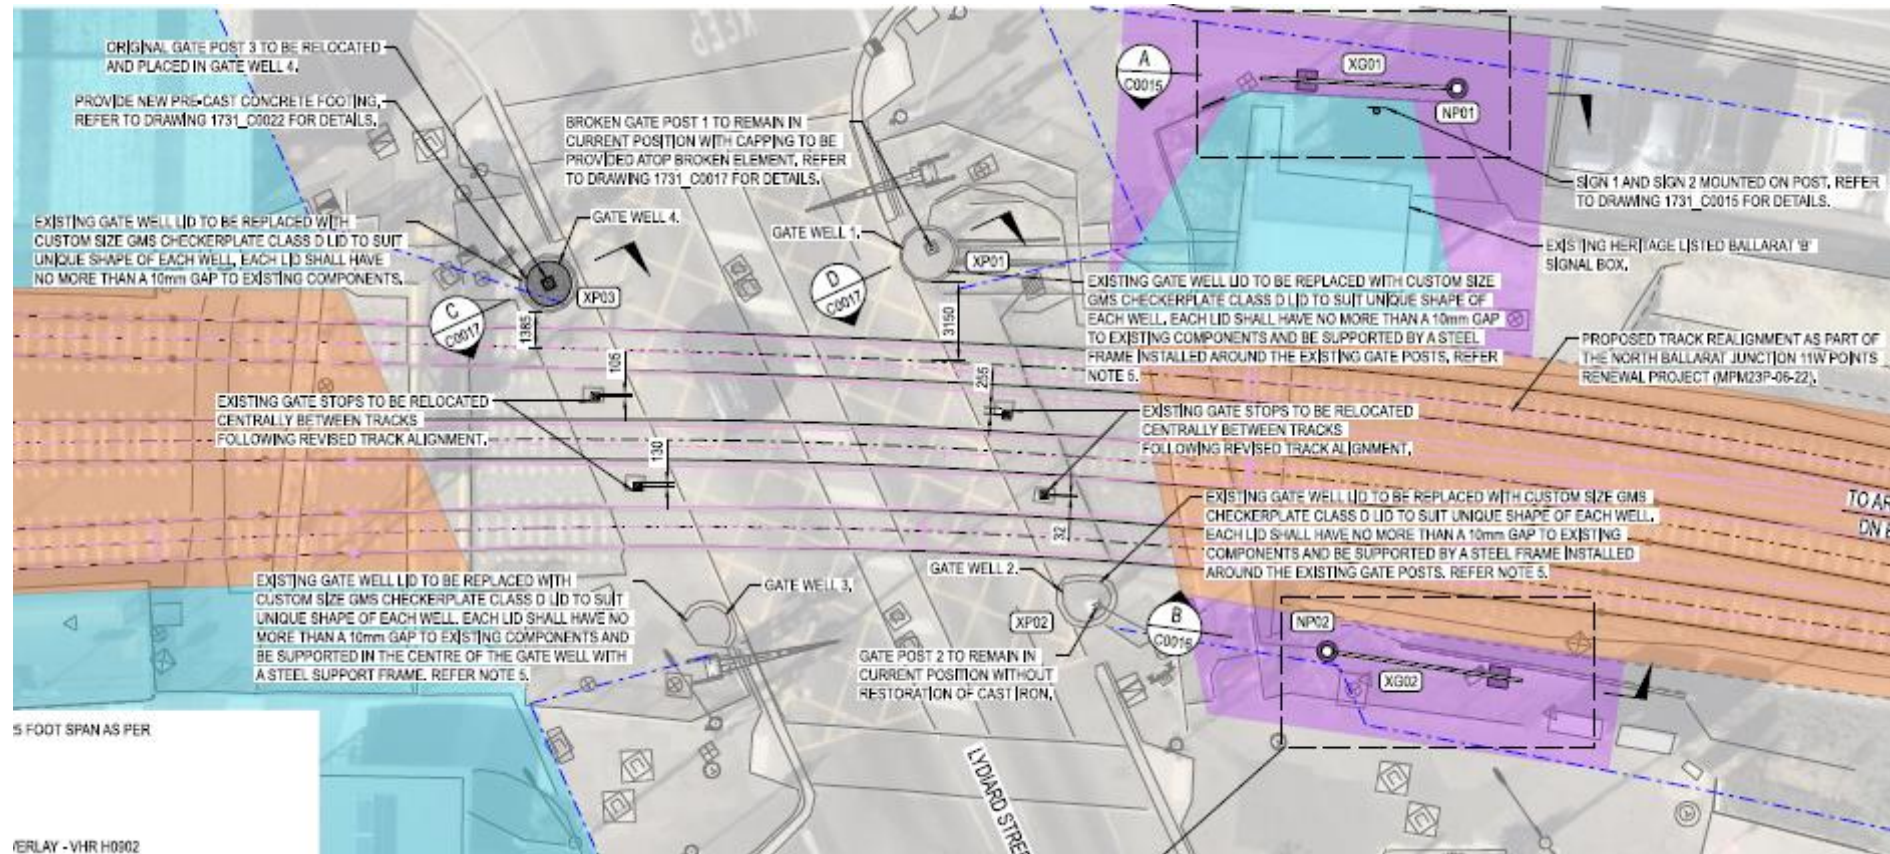 ORIGINAL GATE POST 3 TO BE RELOCATED
AND PLACED IN GATE WELL 4.
PROVIDE NEW PRE-CAST CONCRETE FOOTING,
REFER TO DRAWING 1731_C0022 FOR DETAILS.
BROKEN GATE POST 1 TO REMAIN IN
CURRENT POSITION WITH CAPPING TO BE
PROVIDED ATOP BROKEN ELEMENT, REFER
TO DRAWING 1731_C0017 FOR DETAILS.
KEEP
A
C0015
XG01
NP01
SIGN 1 AND SIGN 2 MOUNTED ON POST, REFER
TO DRAWING 1731_C0015 FOR DETAILS.
EXISTING HERITAGE LISTED BALLARAT 'B'
SIGNAL BOX.
EXISTING GATE WELL LID TO BE REPLACED WITH
CUSTOM SIZE GMS CHECKERPLATE CLASS D LID TO SUIT
UNIQUE SHAPE OF EACH WELL, EACH LID SHALL HAVE
NO MORE THAN A 10mm GAP TO EXISTING COMPONENTS.
GATE WELL 4.
GATE WELL 1.
XP03
XP01
C
C0017
D
C0017
1385
3150
EXISTING GATE WELL LID TO BE REPLACED WITH CUSTOM SIZE
GMS CHECKERPLATE CLASS D LID TO SUIT UNIQUE SHAPE OF
EACH WELL. EACH LID SHALL HAVE NO MORE THAN A 10mm GAP
TO EXISTING COMPONENTS AND BE SUPPORTED BY A STEEL
FRAME INSTALLED AROUND THE EXISTING GATE POSTS. REFER
NOTE 5.
PROPOSED TRACK REALIGNMENT AS PART OF
THE NORTH BALLARAT JUNCTION 11W POINTS
RENEWAL PROJECT (MPM23P-06-22).
105
255
EXISTING GATE STOPS TO BE RELOCATED
CENTRALLY BETWEEN TRACKS
FOLLOWING REVISED TRACK ALIGNMENT.
EXISTING GATE STOPS TO BE RELOCATED
CENTRALLY BETWEEN TRACKS
FOLLOWING REVISED TRACK ALIGNMENT.
130
32
EXISTING GATE WELL LID TO BE REPLACED WITH CUSTOM SIZE GMS
CHECKERPLATE CLASS D LID TO SUIT UNIQUE SHAPE OF EACH WELL.
EACH LID SHALL HAVE NO MORE THAN A 10mm GAP TO EXISTING
COMPONENTS AND BE SUPPORTED BY A STEEL FRAME INSTALLED
AROUND THE EXISTING GATE POSTS. REFER NOTE 5.
TO AR
DN B
EXISTING GATE WELL LID TO BE REPLACED WITH
CUSTOM SIZE GMS CHECKERPLATE CLASS D LID TO SUIT
UNIQUE SHAPE OF EACH WELL. EACH LID SHALL HAVE NO
MORE THAN A 10mm GAP TO EXISTING COMPONENTS AND
BE SUPPORTED IN THE CENTRE OF THE GATE WELL WITH
A STEEL SUPPORT FRAME. REFER NOTE 5.
GATE WELL 3.
GATE WELL 2.
XP02
B
C0016
NP02
XG02
GATE POST 2 TO REMAIN IN
CURRENT POSITION WITHOUT
RESTORATION OF CAST IRON.
25 FOOT SPAN AS PER
LYDIARD STREE
VERLAY - VHR H0902